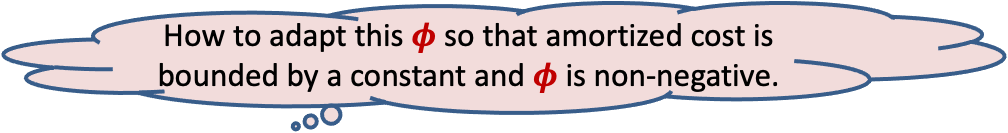 How to adapt this ϕ so that amortized cost is
bounded by a constant and ϕ is non-negative.